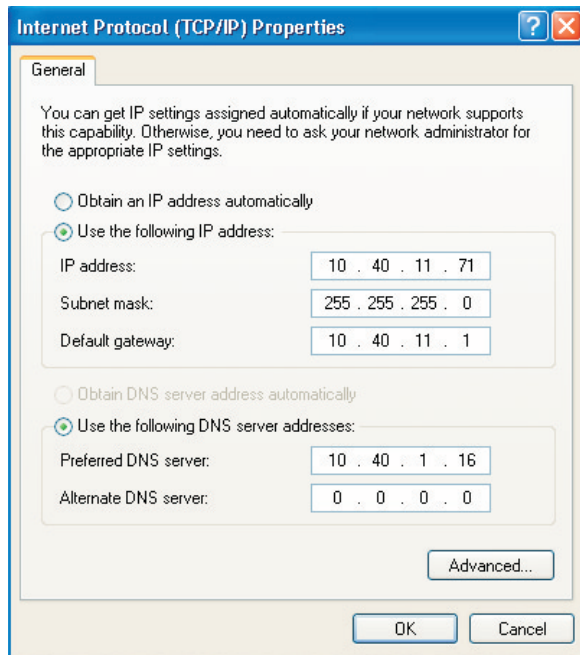 Internet Protocol (TCP/IP) Properties
General
You can get IP settings assigned automatically if your network supports
this capability. Otherwise, you need to ask your network administrator for
the appropriate IP settings.
Obtain an IP address automatically
Use the following IP address:
IP address: 10 . 40 . 11 . 71
Subnet mask: 255 . 255 . 255 . 0
Default gateway: 10 . 40 . 11 . 1
Obtain DNS server address automatically
Use the following DNS server addresses:
Preferred DNS server: 10 . 40 . 1 . 16
Alternate DNS server: 0 . 0 . 0 . 0
Advanced...
OK Cancel